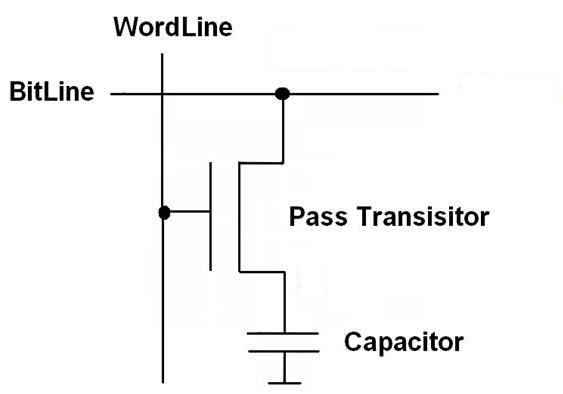 WordLine
BitLine
Pass Transisitor
Capacitor